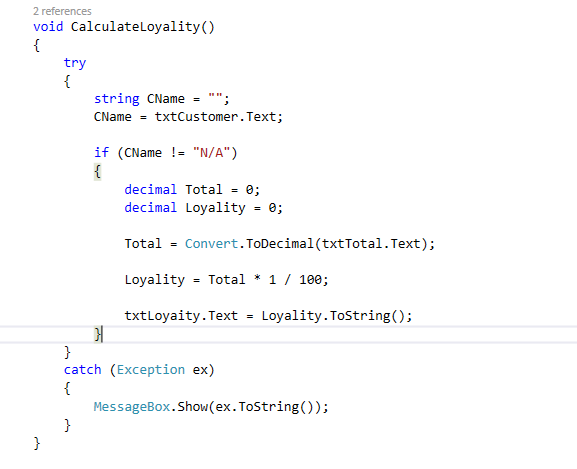 2 references
void CalculateLoyality()
{
try
{
string CName = "";
CName = txtCustomer.Text;
if (CName != "N/A")
{
decimal Total = 0;
decimal Loyality = 0;
Total = Convert.ToDecimal(txtTotal.Text);
Loyality = Total * 1 / 100;
txtLoyaity.Text = Loyality.ToString();
}
}
catch (Exception ex)
{
MessageBox.Show(ex.ToString());
}
}